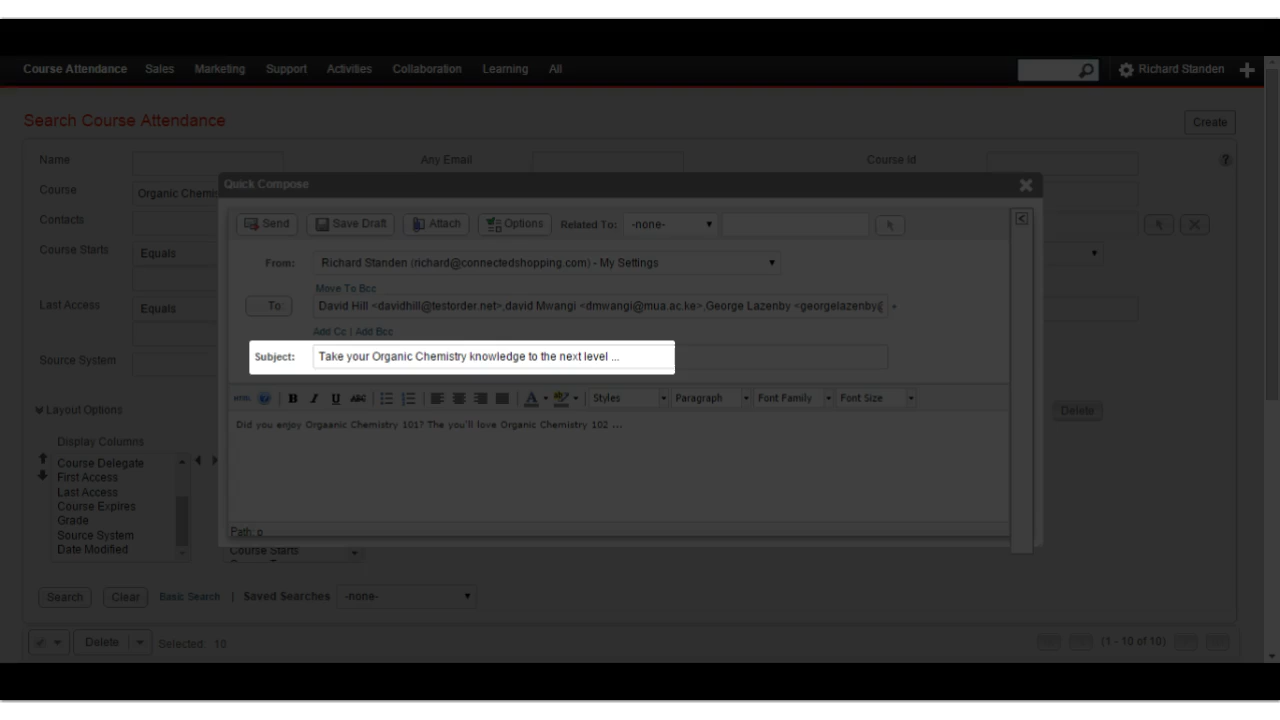 Course Attendance Sales Marketing Support Activities Collaboration Learning All Richard Standen
Search Course Attendance Create
Name Any Email Course Id
Quick Compose
Course Organic Chemis
Contacts
Send Save Draft Attach Options Related To: -none-
Course Starts Equals
From: Richard Standen (richard@connectedshopping.com) - My Settings
Move To Bcc
Last Access Equals
To: David Hill <davidhill@testorder.net>,david Mwangi <dmwangi@mua.ac.ke>,George Lazenby <georgelazenby@ *
Add Cc | Add Bcc
Subject: Take your Organic Chemistry knowledge to the next level ...
Source System
HTML B I U ABC A ab Styles Paragraph Font Family Font Size
Layout Options Delete
Did you enjoy Orgaanic Chemistry 101? The you'll love Organic Chemistry 102 ...
Display Columns
Course Delegate
First Access
Last Access
Course Expires
Grade
Source System
Date Modified
Path: o
Course Starts
Search Clear Basic Search | Saved Searches -none-
Delete Selected: 10 (1 - 10 of 10)